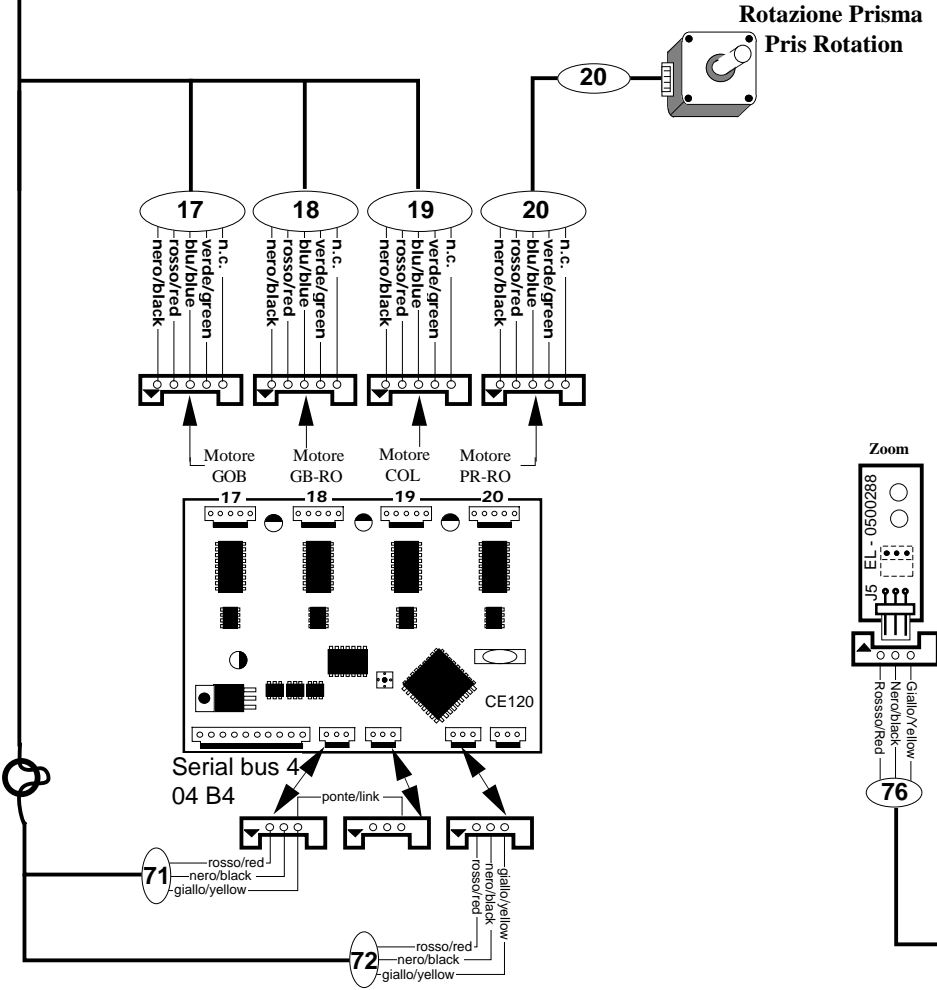 Rotazione Prisma
Pris Rotation
20
17
18
19
20
nero/black
rosso/red
blu/blue
verde/green
n.c.
nero/black
rosso/red
blu/blue
verde/green
n.c.
nero/black
rosso/red
blu/blue
verde/green
n.c.
nero/black
rosso/red
blu/blue
verde/green
n.c.
Motore
GOB
Motore
GB-RO
Motore
COL
Motore
PR-RO
17
18
19
20
CE120
Serial bus 4
04 B4
ponte/link
71
rosso/red
nero/black
giallo/yellow
rosso/red
nero/black
giallo/yellow
72
rosso/red
nero/black
giallo/yellow
Zoom
EL - 0500288
J5
Rossso/Red
Nero/black
Giallo/Yellow
76